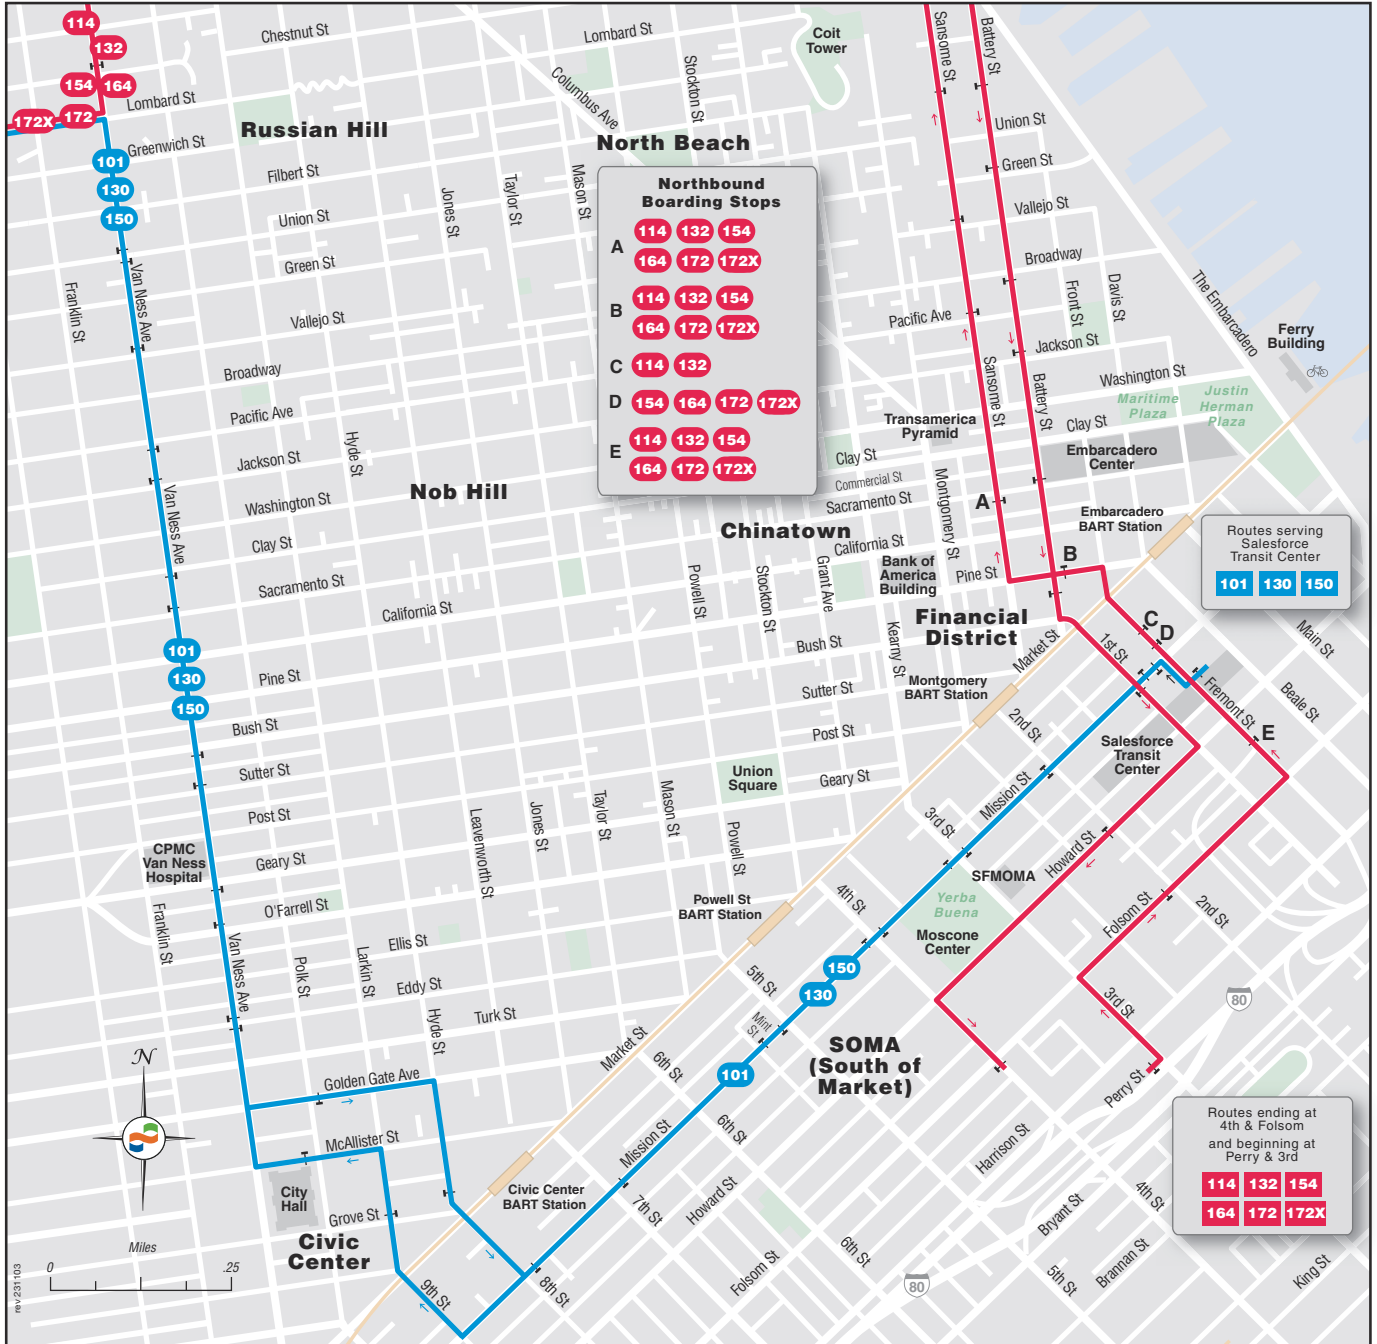 114
132
154 164
172X 172
Lombard St
Greenwich St
Chestnut St
Lombard St
Columbus Ave
Stockton St
Coit
Tower
Sansome St
Battery St
Russian Hill
North Beach
Filbert St
Union St
Green St
Vallejo St
Broadway
Pacific Ave
Jackson St
Washington St
Clay St
Sacramento St
California St
Jones St
Taylor St
Mason St
101
130
150
Franklin St
Van Ness Ave
Hyde St
Van Ness Ave
Nob Hill
Northbound
Boarding Stops
A
114 132 154
164 172 172X
B
114 132 154
164 172 172X
C 114 132
D 154 164 172 172X
E
114 132 154
164 172 172X
Union St
Green St
Vallejo St
Broadway
Front St
Davis St
Pacific Ave
Jackson St
Washington St
The Embarcadero
Ferry
Building
Sansome St
Battery St
Maritime
Plaza
Justin
Herman
Plaza
Transamerica
Pyramid
Clay St
Embarcadero
Center
Clay St
Commercial St
Sacramento St
Montgomery St
A
Embarcadero
BART Station
Chinatown
California St
Bank of
America
Building
Pine St
B
Routes serving
Salesforce
Transit Center
101 130 150
Powell St
Stockton St
Grant Ave
Kearny St
Financial
District
Bush St
Sutter St
Post St
Geary St
Market St
1st St
C
D
Main St
Beale St
Fremont St
E
Montgomery
BART Station
2nd St
Salesforce
Transit
Center
101
130
150
Pine St
Bush St
Sutter St
Post St
Geary St
O'Farrell St
Ellis St
Eddy St
Turk St
CPMC
Van Ness
Hospital
Franklin St
Van Ness Ave
Polk St
Larkin St
Hyde St
Leavenworth St
Jones St
Taylor St
Mason St
Powell St
Union
Square
Mission St
3rd St
Howard St
SFMOMA
Yerba
Buena
Moscone
Center
4th St
Powell St
BART Station
Folsom St
2nd St
3rd St
80
5th St
Mint
St
150
130
101
SOMA
(South of
Market)
Perry St
Market St
6th St
6th St
Golden Gate Ave
McAllister St
N
City
Hall
Grove St
Civic
Center
Civic Center
BART Station
Mission St
7th St
Howard St
8th St
9th St
Folsom St
6th St
80
Harrison St
Bryant St
4th St
5th St
Brannan St
King St
Routes ending at
4th & Folsom
and beginning at
Perry & 3rd
114 132 154
164 172 172X
Miles
0 .25
rev.231103